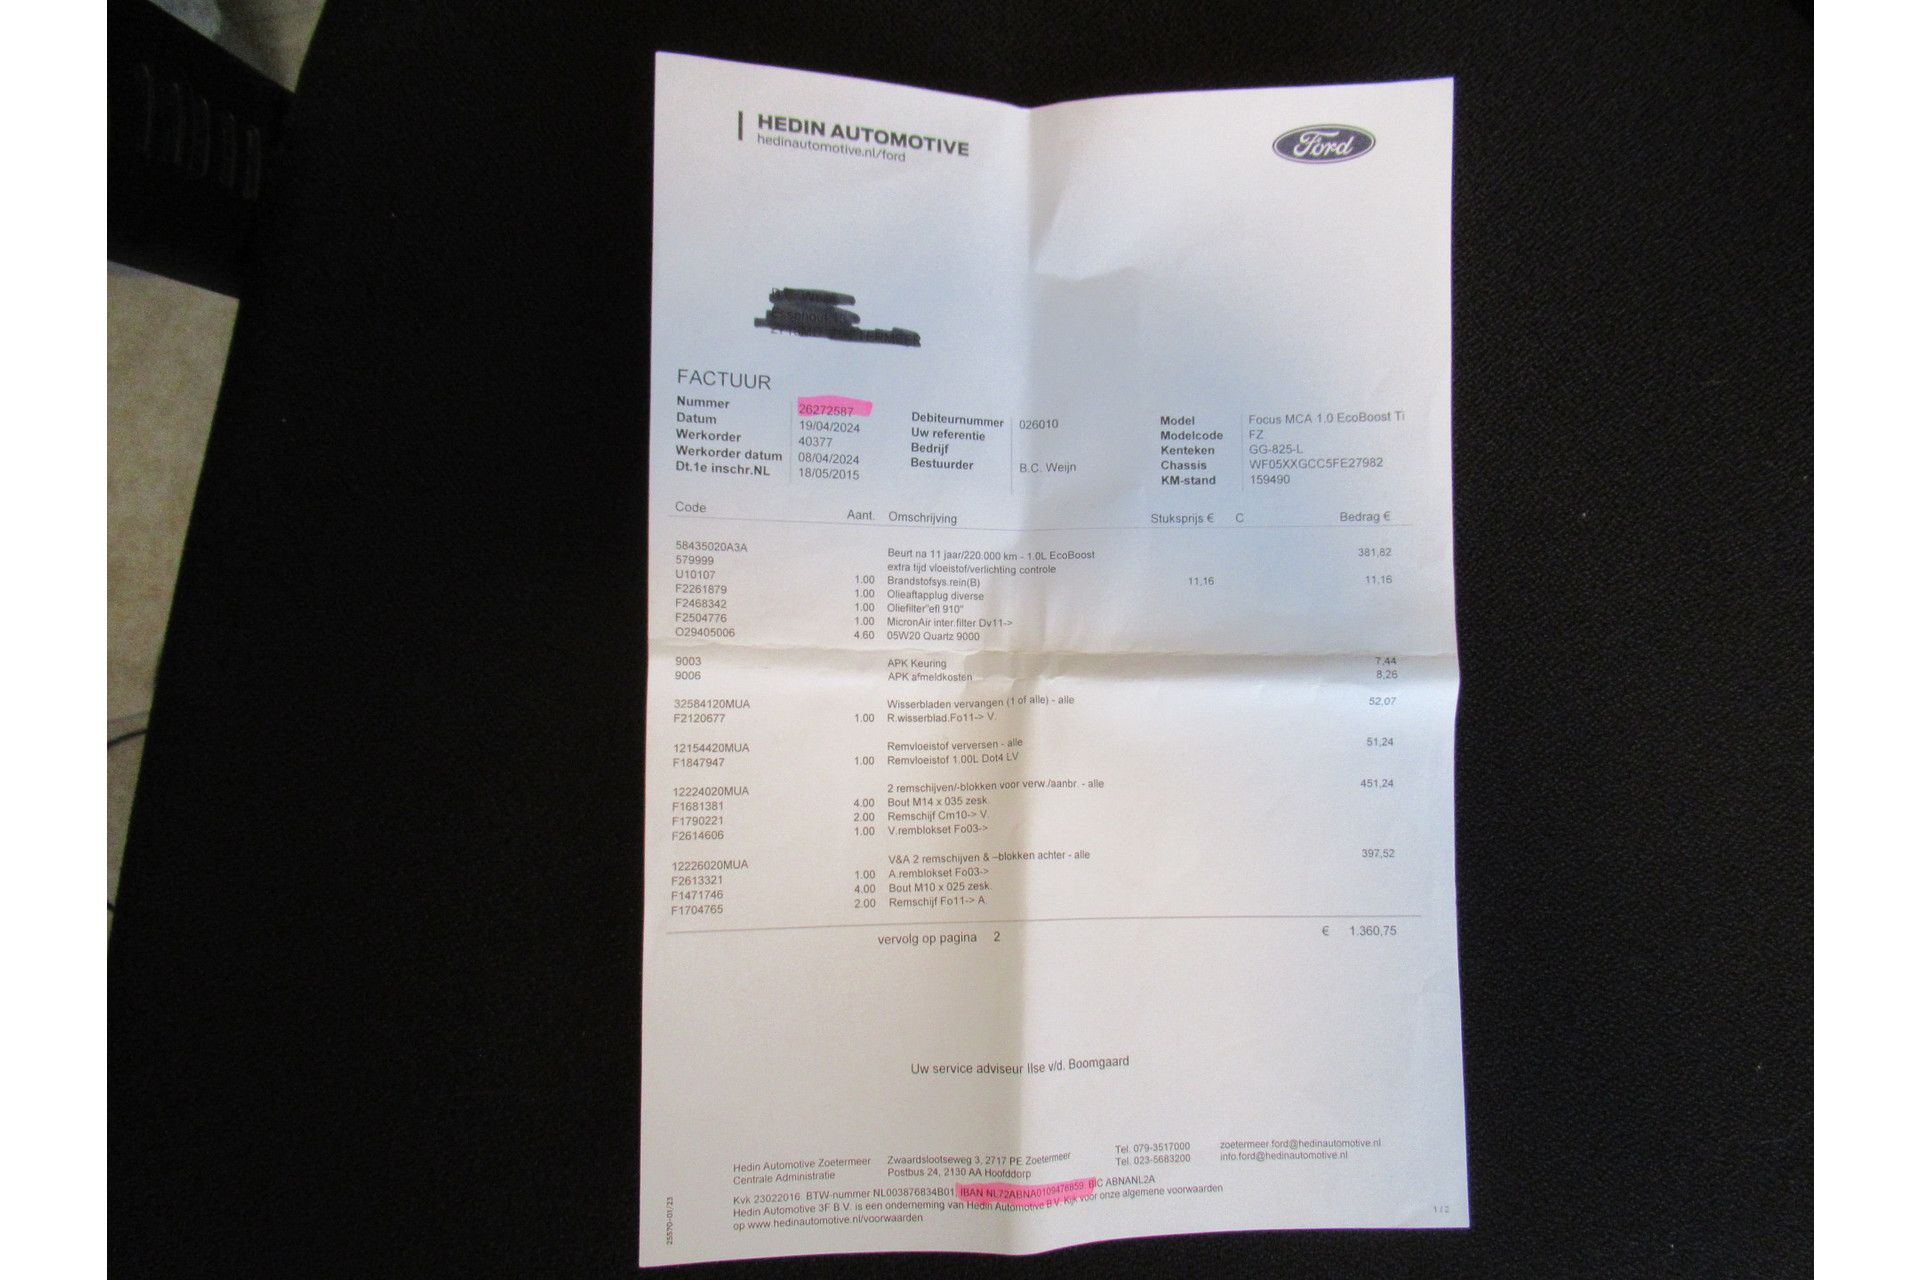 HEDIN AUTOMOTIVE
hedinautomotive.nl/ford
Ford
FACTUUR
Nummer 26272587
Datum 19/04/2024
Werkorder 40377
Werkorder datum 08/04/2024
Dt.1e inschr.NL 18/05/2015
Debiteurnummer 026010
Uw referentie
Bedrijf
Bestuurder B.C. Weijn
Model Focus MCA 1.0 EcoBoost Ti
Modelcode FZ
Kenteken GG-825-L
Chassis WF05XXGCC5FE27982
KM-stand 159490
Code Aant. Omschrijving Stuksprijs € C Bedrag €
58435020A3A Beurt na 11 jaar/220.000 km - 1.0L EcoBoost 381,82
579999 extra tijd vloeistof/verlichting controle
U10107 1.00 Brandstofsys.rein(B) 11,16 11,16
F2261879 1.00 Olieaftapplug diverse
F2468342 1.00 Oliefilter"efl 910"
F2504776 1.00 MicronAir inter.filter Dv11->
O29405006 4.60 05W20 Quartz 9000
9003 APK Keuring 7,44
9006 APK afmeldkosten 8,26
32584120MUA Wisserbladen vervangen (1 of alle) - alle 52,07
F2120677 1.00 R.wisserblad.Fo11-> V.
12154420MUA Remvloeistof verversen - alle 51,24
F1847947 1.00 Remvloeistof 1.00L Dot4 LV
12224020MUA 2 remschijven/-blokken voor verw./aanbr. - alle 451,24
F1681381 4.00 Bout M14 x 035 zesk.
F1790221 2.00 Remschijf Cm10-> V.
F2614606 1.00 V.remblokset Fo03->
12226020MUA V&A 2 remschijven & –blokken achter - alle 397,52
F2613321 1.00 A.remblokset Fo03->
F1471746 4.00 Bout M10 x 025 zesk.
F1704765 2.00 Remschijf Fo11-> A.
vervolg op pagina 2 € 1.360,75
Uw service adviseur Ilse v/d. Boomgaard
Hedin Automotive Zoetermeer Zwaardslootseweg 3, 2717 PE Zoetermeer Tel. 079-3517000 zoetermeer.ford@hedinautomotive.nl
Centrale Administratie Postbus 24, 2130 AA Hoofddorp Tel. 023-5683200 info.ford@hedinautomotive.nl
Kvk 23022016. BTW-nummer NL003876834B01. IBAN NL72ABNA0109478859. BIC ABNANL2A
Hedin Automotive 3F B.V. is een onderneming van Hedin Automotive B.V. Kijk voor onze algemene voorwaarden
op www.hedinautomotive.nl/voorwaarden
25570-01/23
1 / 2